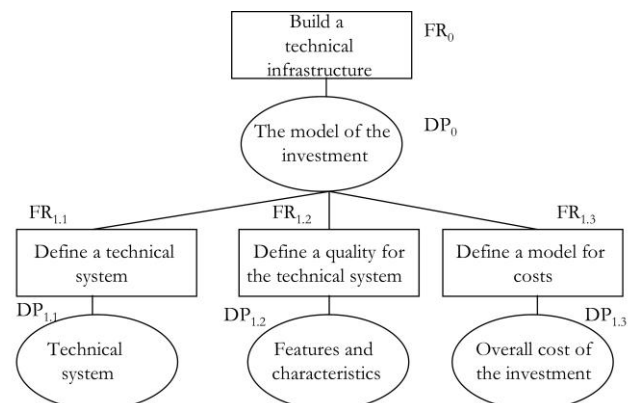 Build a
technical
infrastructure
FR0
The model of the
investment
DP0
FR1.1
FR1.2
FR1.3
Define a technical
system
Define a quality for
the technical system
Define a model for
costs
DP1.1
DP1.2
DP1.3
Technical
system
Features and
characteristics
Overall cost of
the investment